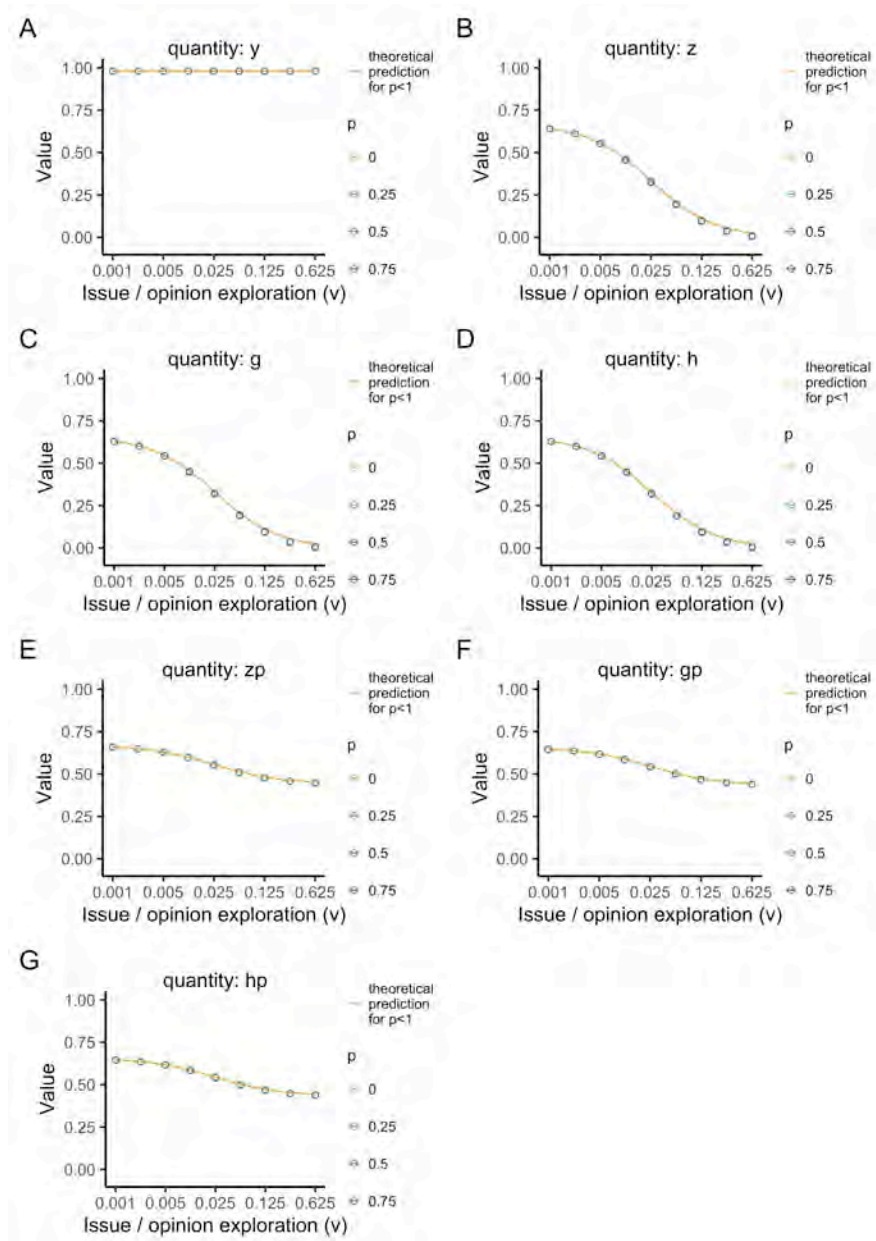 A
quantity: y
1.00
0.75
0.50
0.25
0.00
Value
0.001 0.005 0.025 0.125 0.625
Issue / opinion exploration (v)
theoretical
prediction
for p<1
p
0
0.25
0.5
0.75
B
quantity: z
1.00
0.75
0.50
0.25
0.00
Value
0.001 0.005 0.025 0.125 0.625
Issue / opinion exploration (v)
theoretical
prediction
for p<1
p
0
0.25
0.5
0.75
C
quantity: g
1.00
0.75
0.50
0.25
0.00
Value
0.001 0.005 0.025 0.125 0.625
Issue / opinion exploration (v)
theoretical
prediction
for p<1
p
0
0.25
0.5
0.75
D
quantity: h
1.00
0.75
0.50
0.25
0.00
Value
0.001 0.005 0.025 0.125 0.625
Issue / opinion exploration (v)
theoretical
prediction
for p<1
p
0
0.25
0.5
0.75
E
quantity: zp
1.00
0.75
0.50
0.25
0.00
Value
0.001 0.005 0.025 0.125 0.625
Issue / opinion exploration (v)
theoretical
prediction
for p<1
p
0
0.25
0.5
0.75
F
quantity: gp
1.00
0.75
0.50
0.25
0.00
Value
0.001 0.005 0.025 0.125 0.625
Issue / opinion exploration (v)
theoretical
prediction
for p<1
p
0
0.25
0.5
0.75
G
quantity: hp
1.00
0.75
0.50
0.25
0.00
Value
0.001 0.005 0.025 0.125 0.625
Issue / opinion exploration (v)
theoretical
prediction
for p<1
p
0
0.25
0.5
0.75